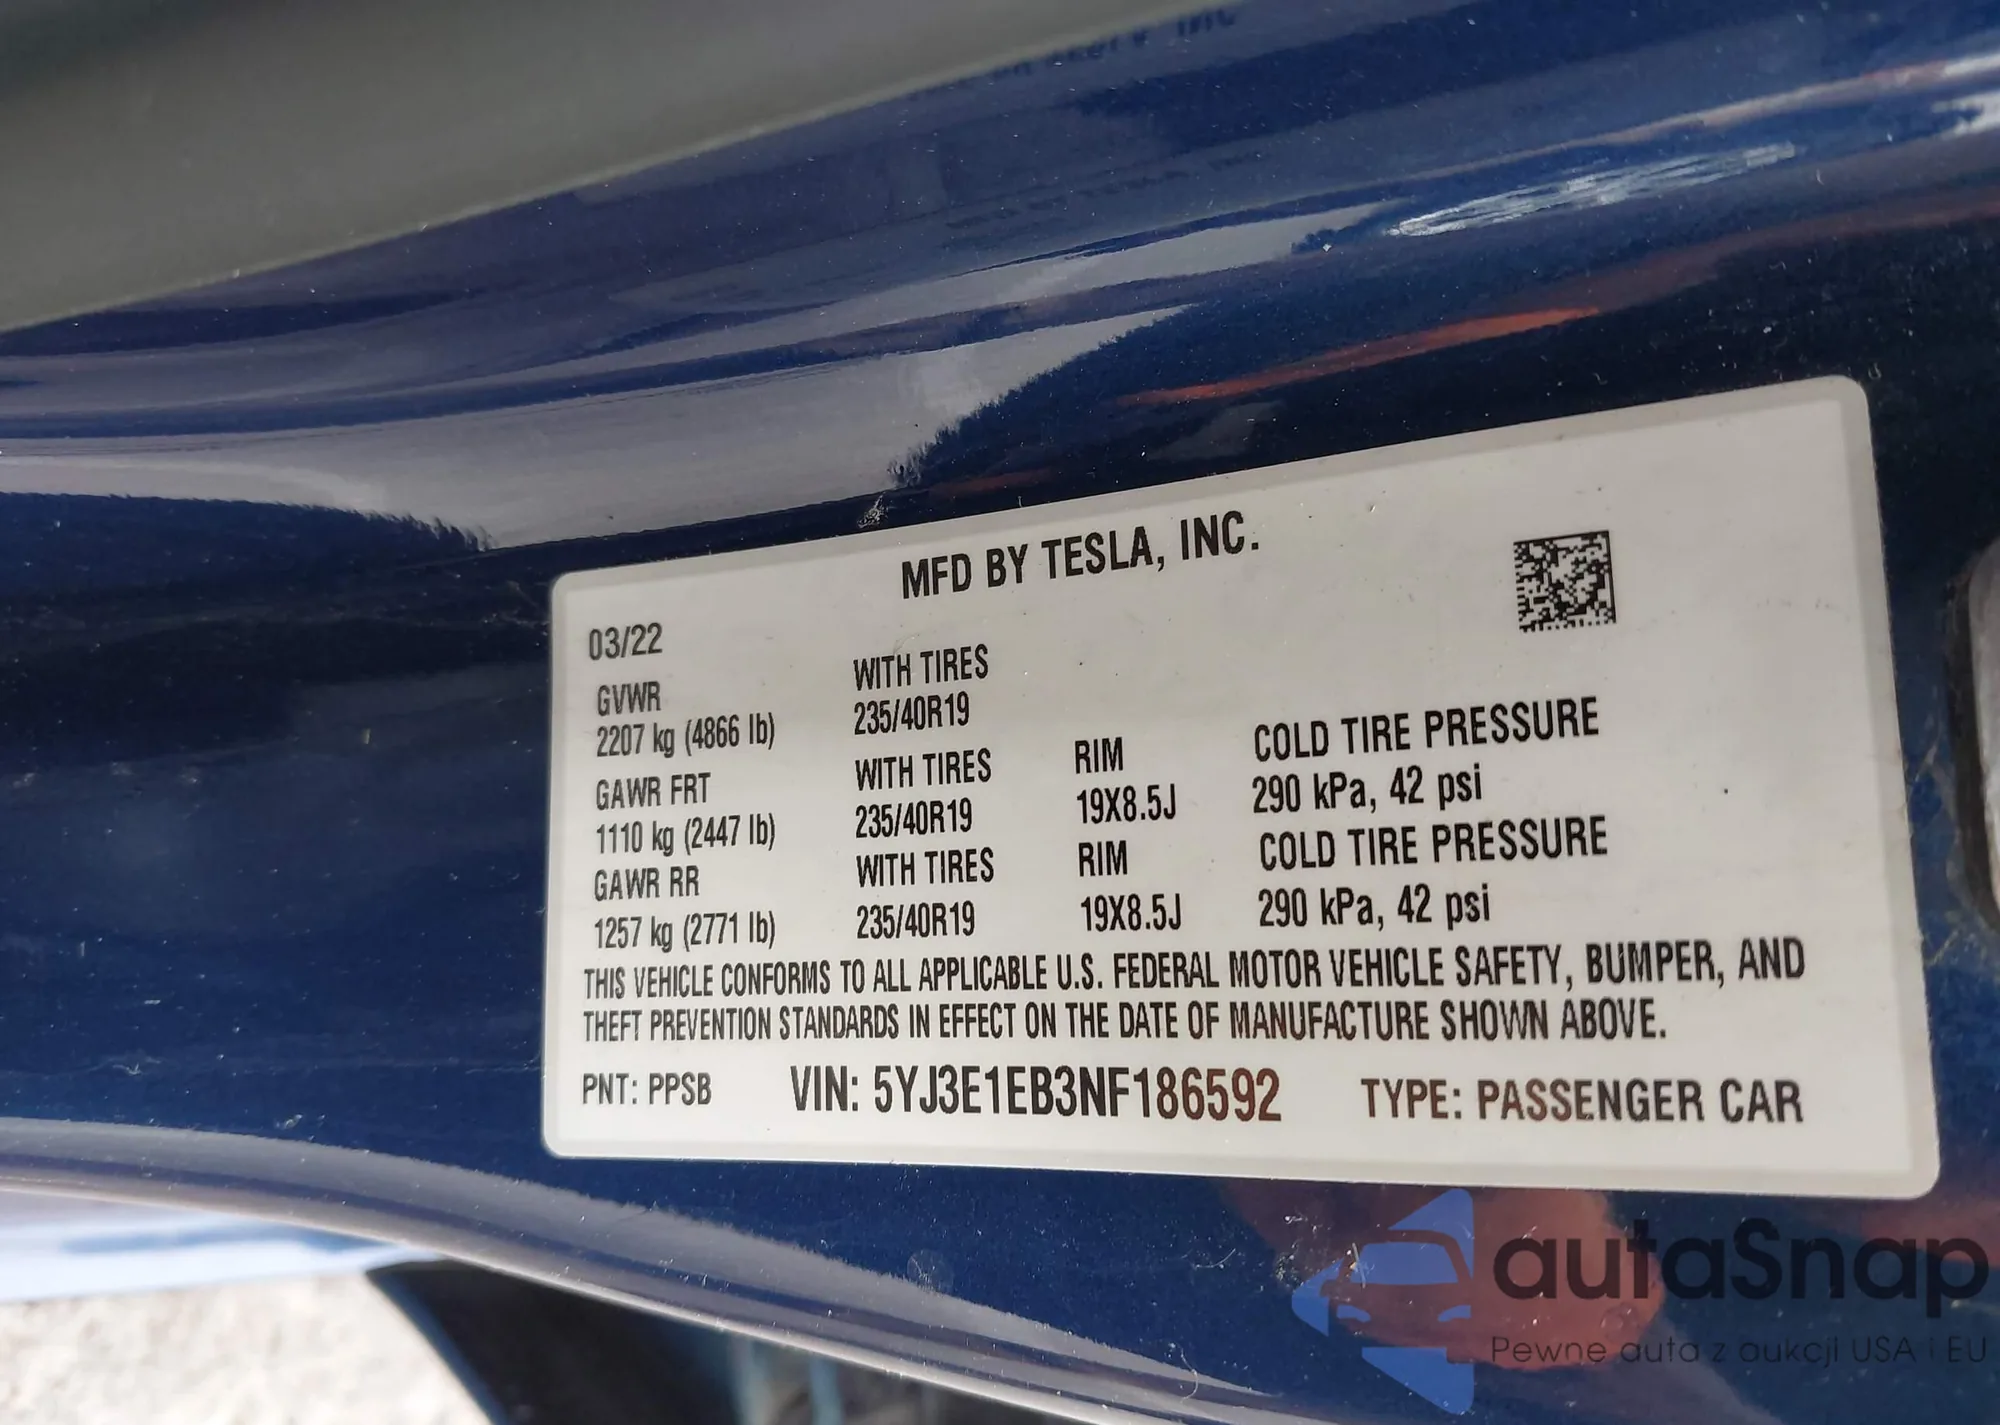 MFD BY TESLA, INC.
03/22
GVWR WITH TIRES
2207 kg (4866 lb) 235/40R19
GAWR FRT WITH TIRES RIM COLD TIRE PRESSURE
1110 kg (2447 lb) 235/40R19 19X8.5J 290 kPa, 42 psi
GAWR RR WITH TIRES RIM COLD TIRE PRESSURE
1257 kg (2771 lb) 235/40R19 19X8.5J 290 kPa, 42 psi
THIS VEHICLE CONFORMS TO ALL APPLICABLE U.S. FEDERAL MOTOR VEHICLE SAFETY, BUMPER, AND
THEFT PREVENTION STANDARDS IN EFFECT ON THE DATE OF MANUFACTURE SHOWN ABOVE.
PNT: PPSB VIN: 5YJ3E1EB3NF186592 TYPE: PASSENGER CAR
autaSnap
Pewne auta z aukcji USA i EU